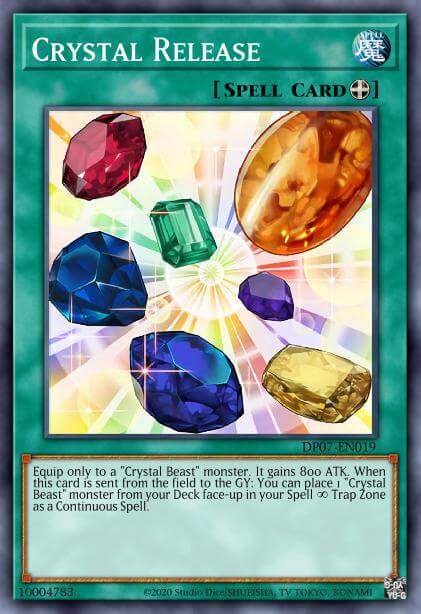 Crystal Release
[Spell Card]
DP07-EN019
Equip only to a "Crystal Beast" monster. It gains 800 ATK. When
this card is sent from the field to the GY: You can place 1 "Crystal
Beast" monster from your Deck face-up in your Spell ∞ Trap Zone
as a Continuous Spell.
10004783
©2020 Studio Dice/SHUEISHA, TV TOKYO, KONAMI